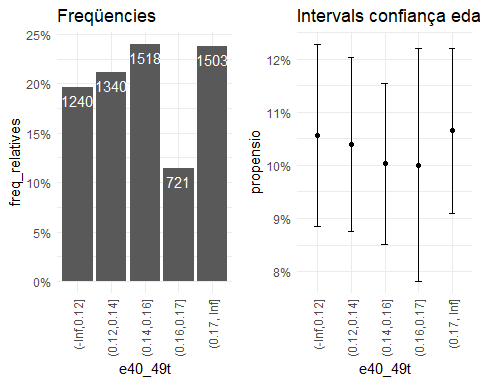 Freqüencies
25%
20%
15%
10%
5%
0%
freq_relatives
1240
1340
1518
721
1503
(-Inf,0.12]
(0.12,0.14]
(0.14,0.16]
(0.16,0.17]
(0.17, Inf]
e40_49t
Intervals confiança eda
12%
11%
10%
9%
8%
propensio
(-Inf,0.12]
(0.12,0.14]
(0.14,0.16]
(0.16,0.17]
(0.17, Inf]
e40_49t